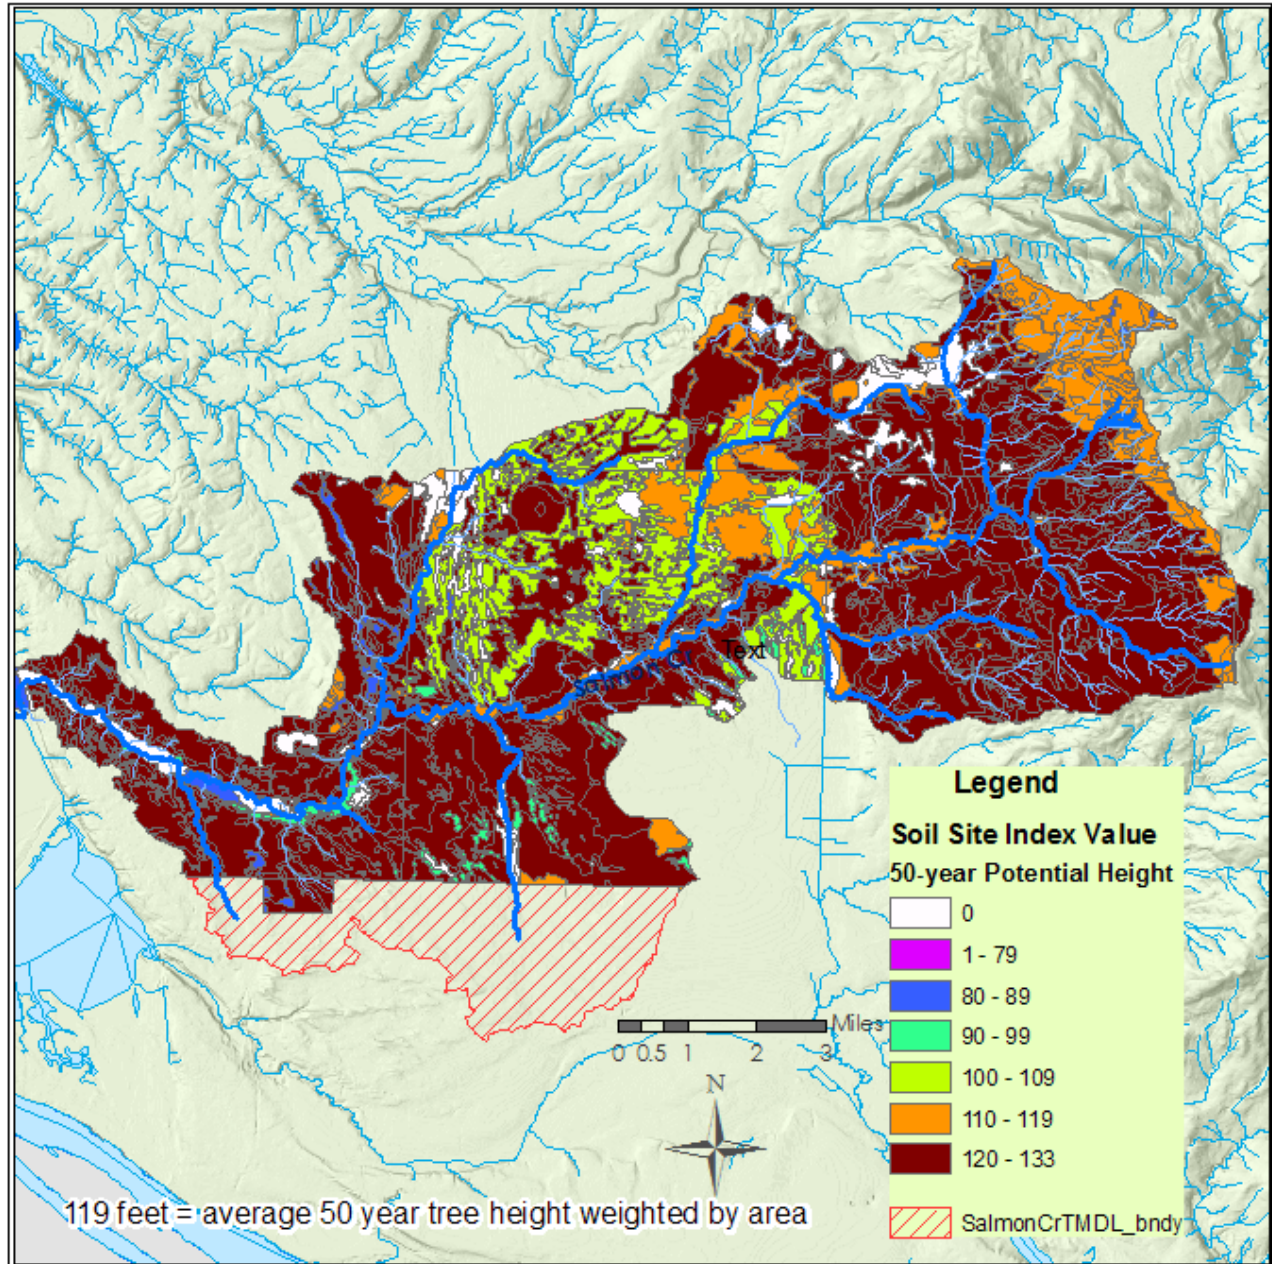 Salmon Cr
Text
Legend
Soil Site Index Value
50-year Potential Height
0
1 - 79
80 - 89
90 - 99
100 - 109
110 - 119
120 - 133
SalmonCrTMDL_bndy
Miles
0 0.5 1 2 3
N
119 feet = average 50 year tree height weighted by area